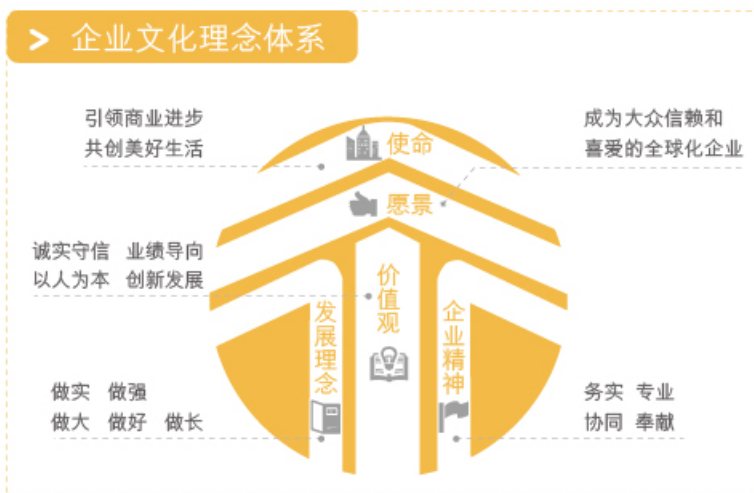 > 企业文化理念体系
引领商业进步
共创美好生活
使命
成为大众信赖和
喜爱的全球化企业
愿景
诚实守信 业绩导向
以人为本 创新发展
价值观
发展理念
企业精神
做实 做强
做大 做好 做长
务实 专业
协同 奉献